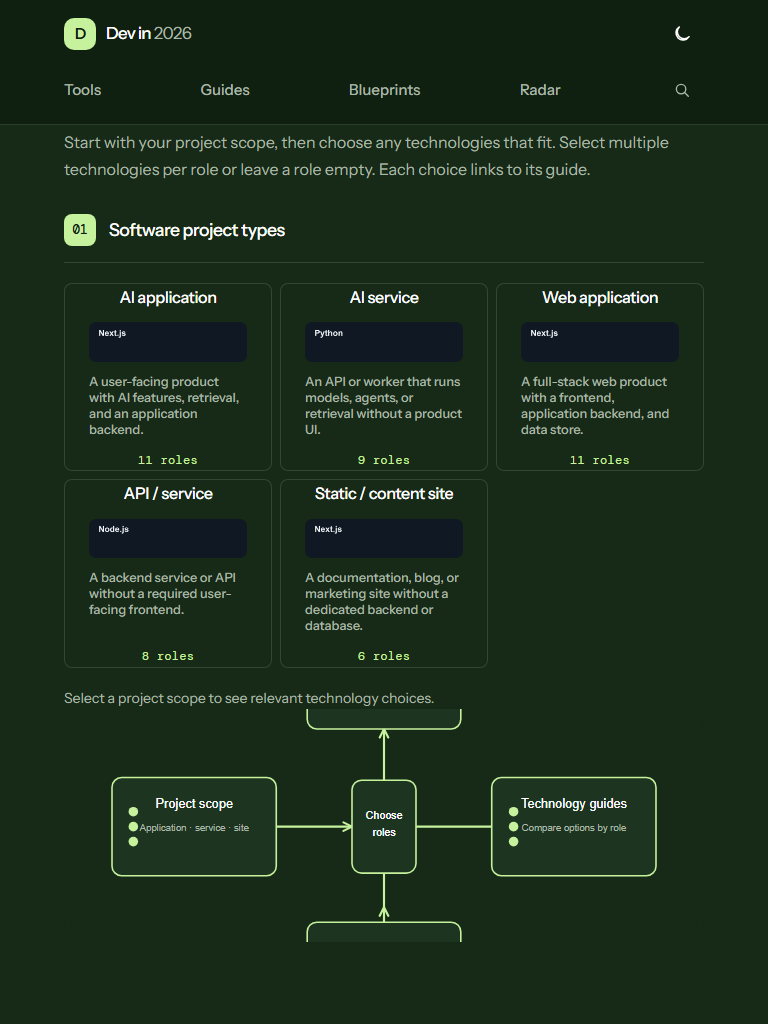 D Dev in 2026
Tools Guides Blueprints Radar
Start with your project scope, then choose any technologies that fit. Select multiple
technologies per role or leave a role empty. Each choice links to its guide.
01 Software project types
AI application
Next.js
A user-facing product
with AI features, retrieval,
and an application
backend.
11 roles
AI service
Python
An API or worker that runs
models, agents, or
retrieval without a product
UI.
9 roles
Web application
Next.js
A full-stack web product
with a frontend,
application backend, and
data store.
11 roles
API / service
Node.js
A backend service or API
without a required user-
facing frontend.
8 roles
Static / content site
Next.js
A documentation, blog, or
marketing site without a
dedicated backend or
database.
6 roles
Select a project scope to see relevant technology choices.
Project scope
Application · service · site
Choose
roles
Technology guides
Compare options by role